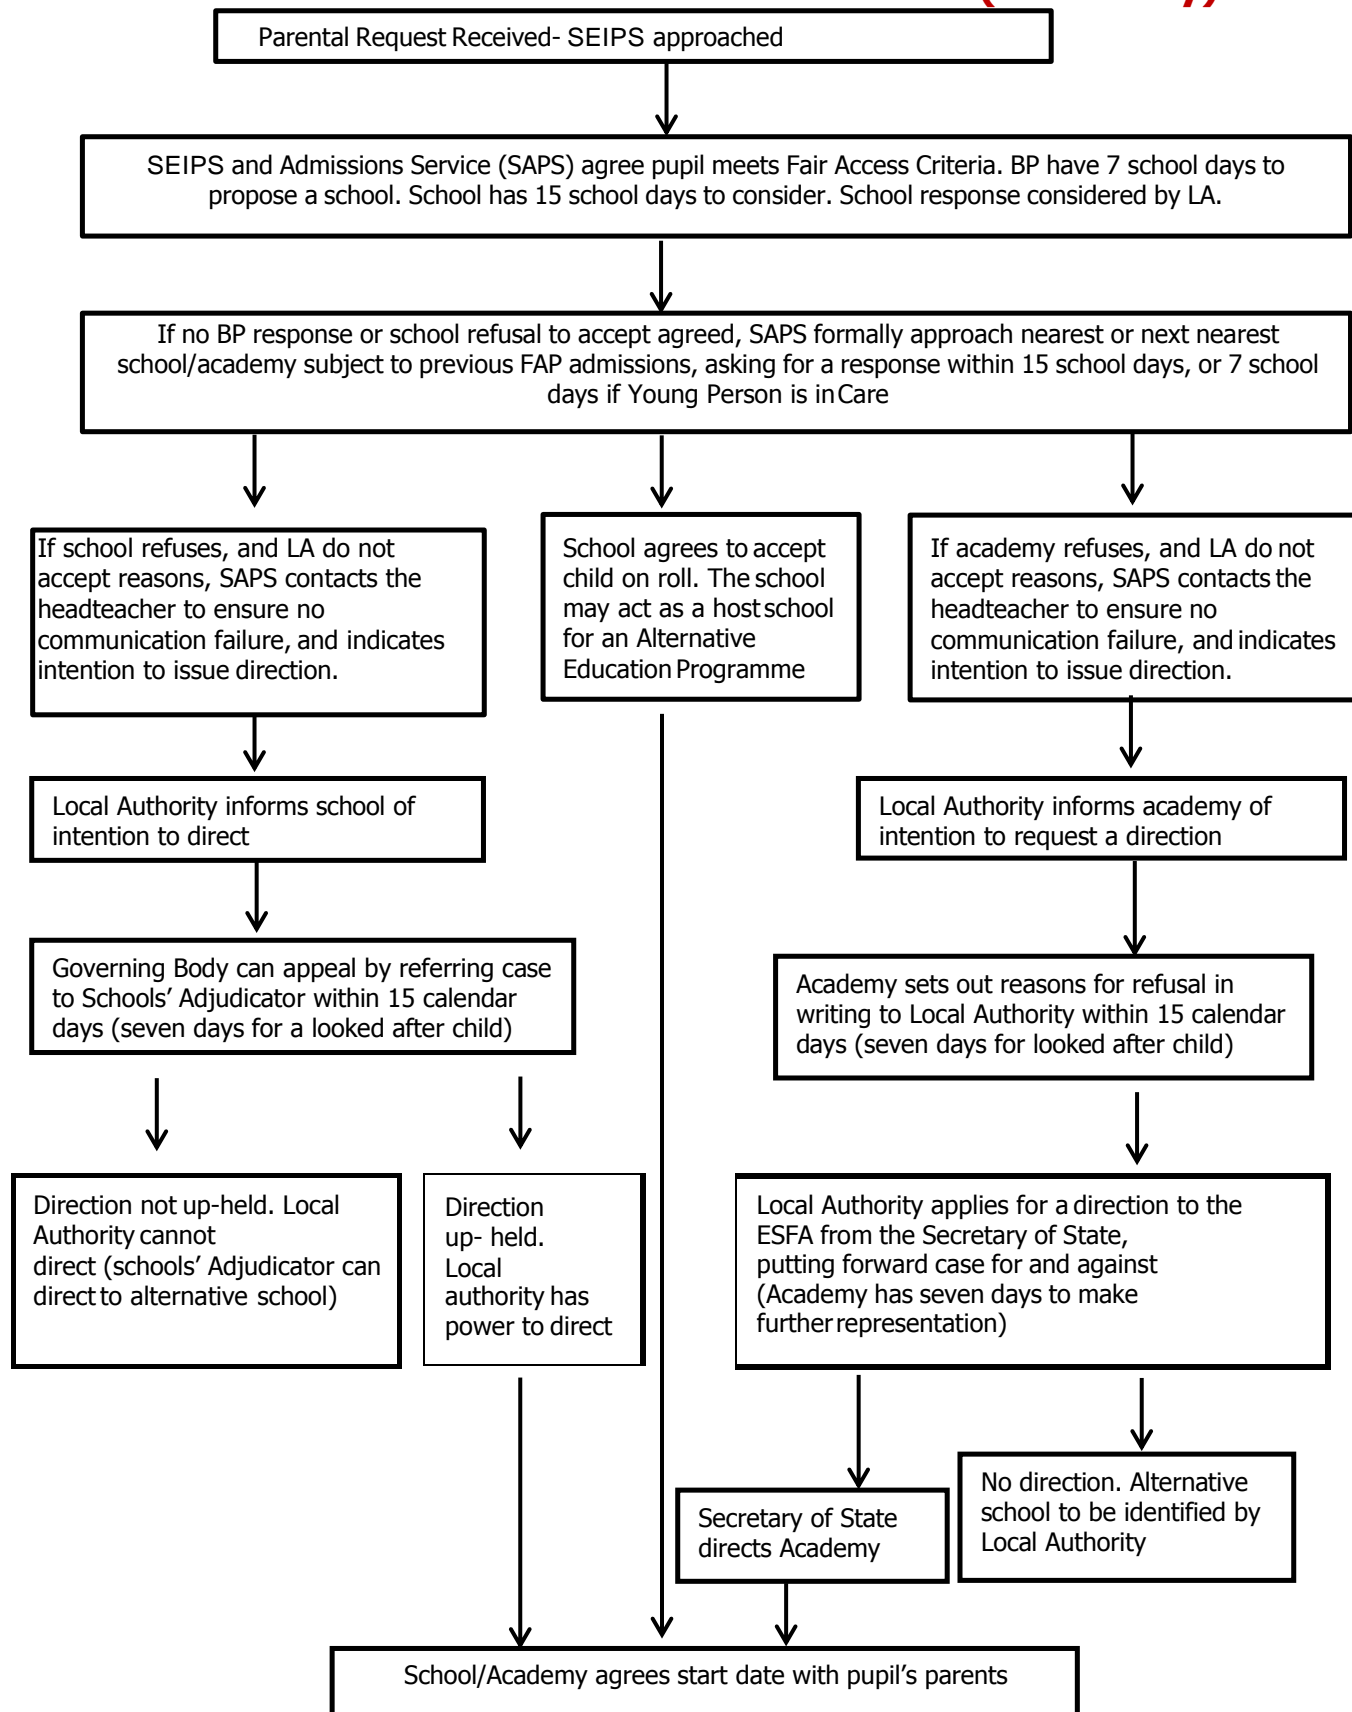 Parental Request Received- SEIPS approached
SEIPS and Admissions Service (SAPS) agree pupil meets Fair Access Criteria. BP have 7 school days to
propose a school. School has 15 school days to consider. School response considered by LA.
If no BP response or school refusal to accept agreed, SAPS formally approach nearest or next nearest
school/academy subject to previous FAP admissions, asking for a response within 15 school days, or 7 school
days if Young Person is inCare
If school refuses, and LA do not
accept reasons, SAPS contacts the
headteacher to ensure no
communication failure, and indicates
intention to issue direction.
School agrees to accept
child on roll. The school
may act as a host school
for an Alternative
Education Programme
If academy refuses, and LA do not
accept reasons, SAPS contacts the
headteacher to ensure no
communication failure, and indicates
intention to issue direction.
Local Authority informs school of
intention to direct
Local Authority informs academy of
intention to request a direction
Governing Body can appeal by referring case
to Schools’ Adjudicator within 15 calendar
days (seven days for a looked after child)
Academy sets out reasons for refusal in
writing to Local Authority within 15 calendar
days (seven days for looked after child)
Direction not up-held. Local
Authority cannot
direct (schools’ Adjudicator can
direct to alternative school)
Direction
up- held.
Local
authority has
power to direct
Local Authority applies for a direction to the
ESFA from the Secretary of State,
putting forward case for and against
(Academy has seven days to make
further representation)
Secretary of State
directs Academy
No direction. Alternative
school to be identified by
Local Authority
School/Academy agrees start date with pupil’s parents